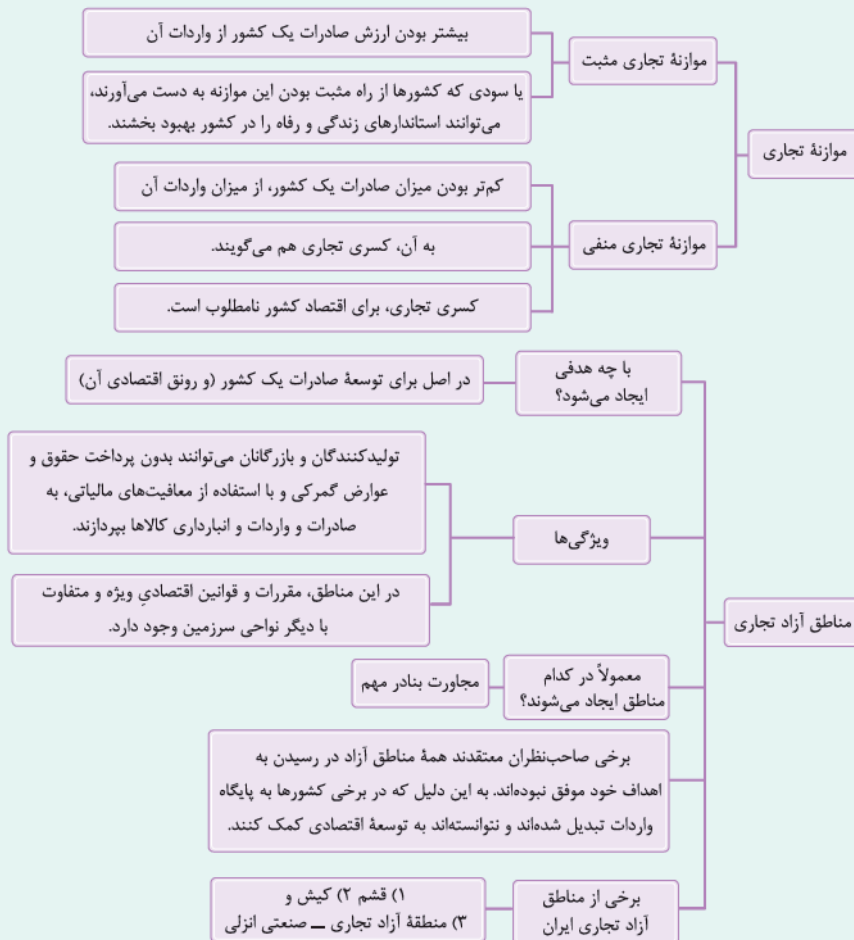 موازنهٔ تجاری
موازنهٔ تجاری مثبت
بیشتر بودن ارزش صادرات یک کشور از واردات آن
یا سودی که کشورها از راه مثبت بودن این موازنه به دست می‌آورند،
می‌توانند استاندارهای زندگی و رفاه را در کشور بهبود بخشند.
موازنهٔ تجاری منفی
کم‌تر بودن میزان صادرات یک کشور، از میزان واردات آن
به آن، کسری تجاری هم می‌گویند.
کسری تجاری، برای اقتصاد کشور نامطلوب است.
مناطق آزاد تجاری
با چه هدفی
ایجاد می‌شود؟
در اصل برای توسعهٔ صادرات یک کشور (و رونق اقتصادی آن)
ویژگی‌ها
تولیدکنندگان و بازرگانان می‌توانند بدون پرداخت حقوق و
عوارض گمرکی و با استفاده از معافیت‌های مالیاتی، به
صادرات و واردات و انبارداری کالاها بپردازند.
در این مناطق، مقررات و قوانین اقتصادیِ ویژه و متفاوت
با دیگر نواحی سرزمین وجود دارد.
معمولاً در کدام
مناطق ایجاد می‌شوند؟
مجاورت بنادر مهم
برخی صاحب‌نظران معتقدند همهٔ مناطق آزاد در رسیدن به
اهداف خود موفق نبوده‌اند. به این دلیل که در برخی کشورها به پایگاه
واردات تبدیل شده‌اند و نتوانسته‌اند به توسعهٔ اقتصادی کمک کنند.
برخی از مناطق
آزاد تجاری ایران
۱) قشم ۲) کیش و
۳) منطقهٔ آزاد تجاری ــ صنعتی انزلی